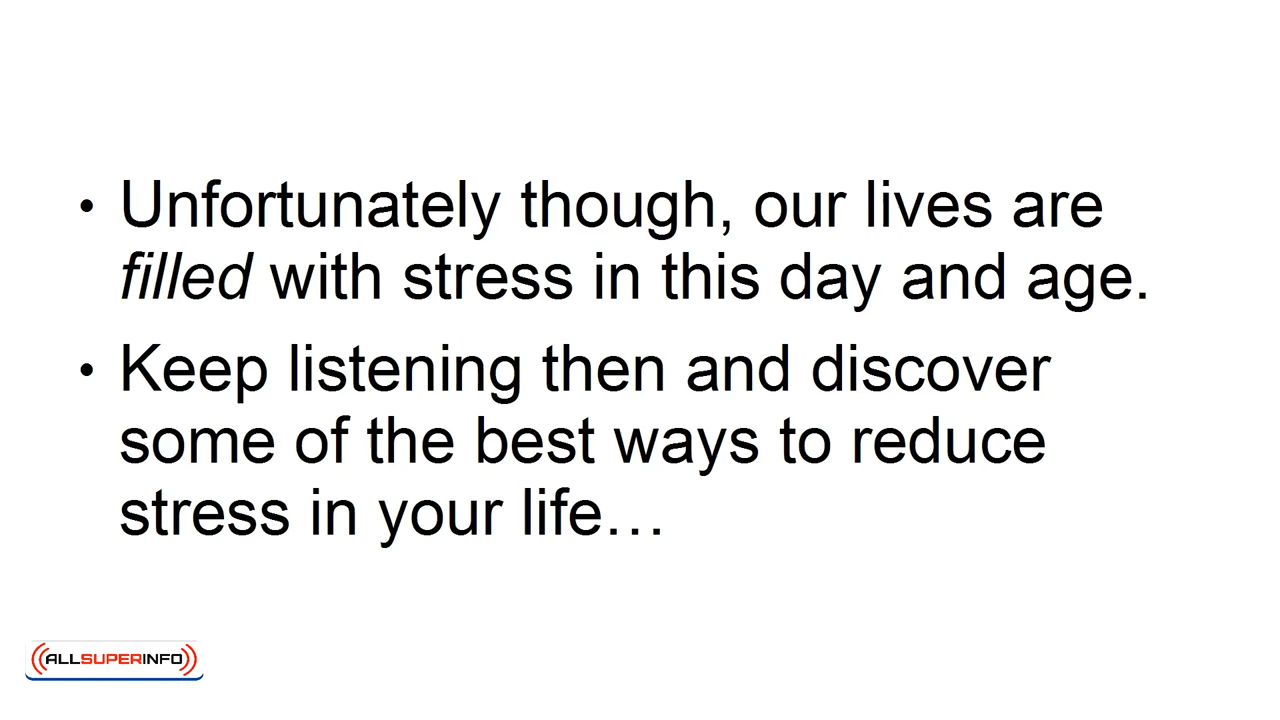 • Unfortunately though, our lives are
filled with stress in this day and age.
• Keep listening then and discover
some of the best ways to reduce
stress in your life…
ALLSUPERINFO